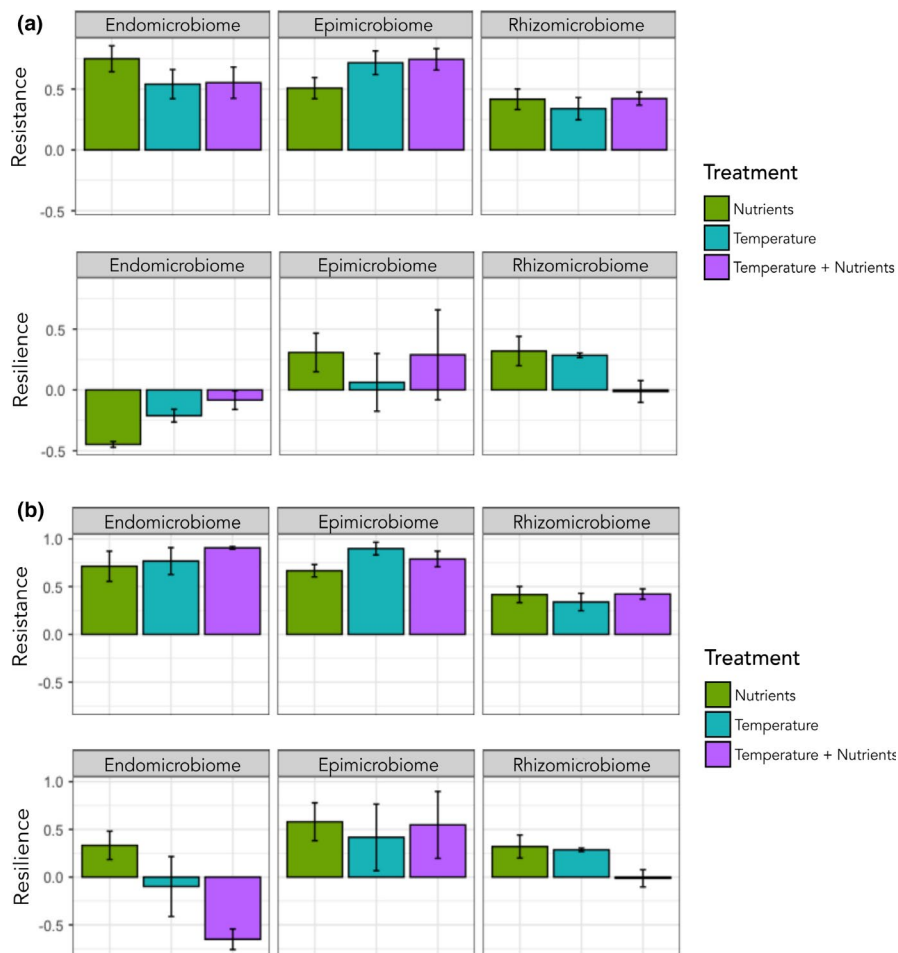 (a)
Endomicrobiome Epimicrobiome Rhizomicrobiome
Resistance
0.5
0.0
-0.5
Endomicrobiome Epimicrobiome Rhizomicrobiome
Resilience
0.5
0.0
-0.5
Treatment
Nutrients
Temperature
Temperature + Nutrients
(b)
Endomicrobiome Epimicrobiome Rhizomicrobiome
Resistance
1.0
0.5
0.0
-0.5
Endomicrobiome Epimicrobiome Rhizomicrobiome
Resilience
1.0
0.5
0.0
-0.5
Treatment
Nutrients
Temperature
Temperature + Nutrients